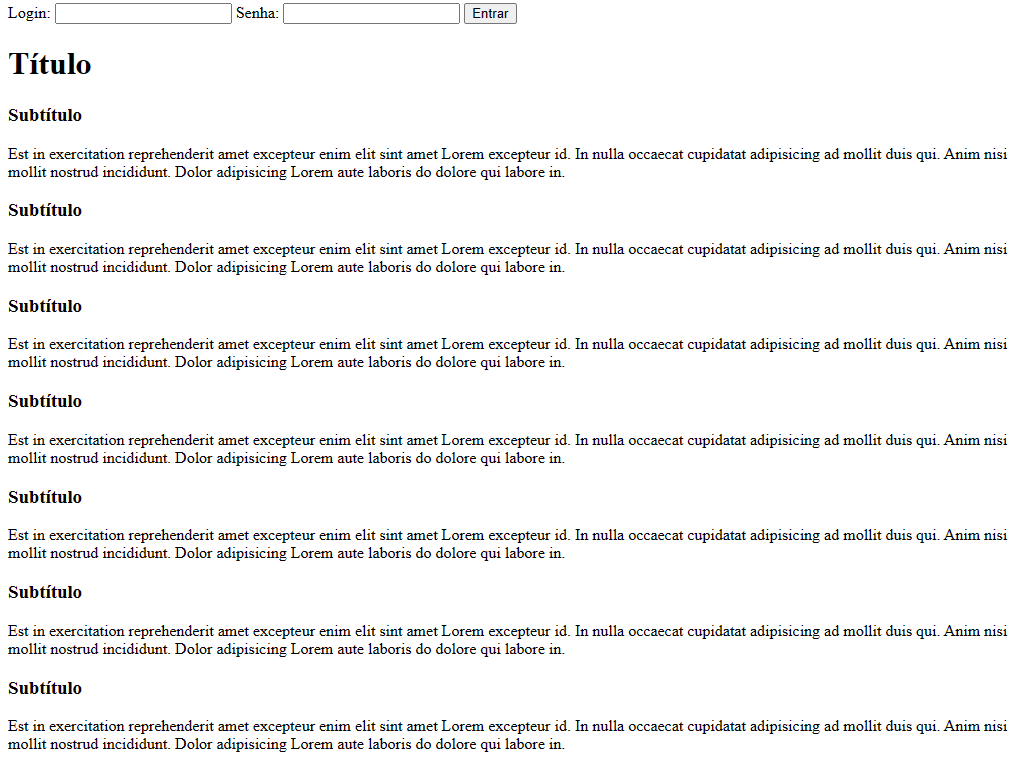 Login: Senha: Entrar
Título
Subtítulo
Est in exercitation reprehenderit amet excepteur enim elit sint amet Lorem excepteur id. In nulla occaecat cupidatat adipisicing ad mollit duis qui. Anim nisi
mollit nostrud incididunt. Dolor adipisicing Lorem aute laboris do dolore qui labore in.
Subtítulo
Est in exercitation reprehenderit amet excepteur enim elit sint amet Lorem excepteur id. In nulla occaecat cupidatat adipisicing ad mollit duis qui. Anim nisi
mollit nostrud incididunt. Dolor adipisicing Lorem aute laboris do dolore qui labore in.
Subtítulo
Est in exercitation reprehenderit amet excepteur enim elit sint amet Lorem excepteur id. In nulla occaecat cupidatat adipisicing ad mollit duis qui. Anim nisi
mollit nostrud incididunt. Dolor adipisicing Lorem aute laboris do dolore qui labore in.
Subtítulo
Est in exercitation reprehenderit amet excepteur enim elit sint amet Lorem excepteur id. In nulla occaecat cupidatat adipisicing ad mollit duis qui. Anim nisi
mollit nostrud incididunt. Dolor adipisicing Lorem aute laboris do dolore qui labore in.
Subtítulo
Est in exercitation reprehenderit amet excepteur enim elit sint amet Lorem excepteur id. In nulla occaecat cupidatat adipisicing ad mollit duis qui. Anim nisi
mollit nostrud incididunt. Dolor adipisicing Lorem aute laboris do dolore qui labore in.
Subtítulo
Est in exercitation reprehenderit amet excepteur enim elit sint amet Lorem excepteur id. In nulla occaecat cupidatat adipisicing ad mollit duis qui. Anim nisi
mollit nostrud incididunt. Dolor adipisicing Lorem aute laboris do dolore qui labore in.
Subtítulo
Est in exercitation reprehenderit amet excepteur enim elit sint amet Lorem excepteur id. In nulla occaecat cupidatat adipisicing ad mollit duis qui. Anim nisi
mollit nostrud incididunt. Dolor adipisicing Lorem aute laboris do dolore qui labore in.